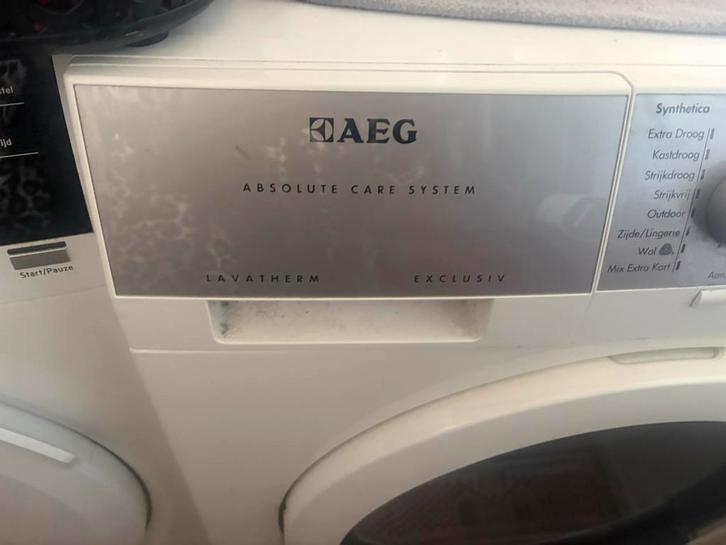 AEG
ABSOLUTE CARE SYSTEM
LAVATHERM EXCLUSIV
Start/Pauze
Synthetica
Extra Droog
Kastdroog
Strijkdroog
Strijkvrij
Outdoor
Zijde/Lingerie
Wol
Mix Extra Kort